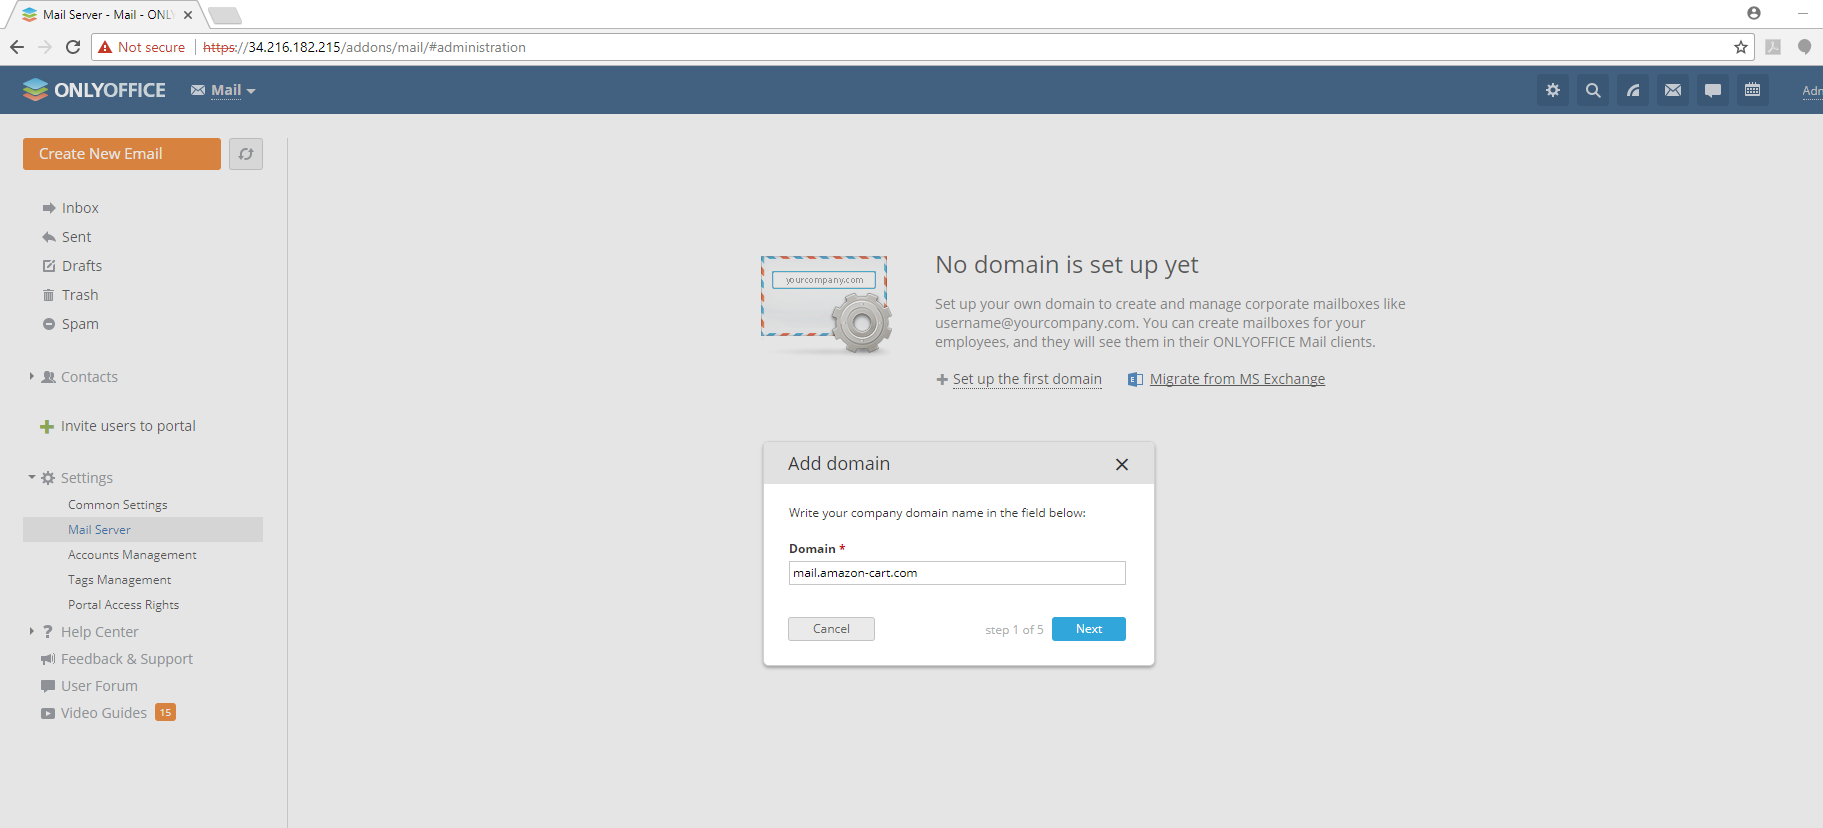 Mail Server - Mail - ONL
Not secure https://34.216.182.215/addons/mail/#administration
ONLYOFFICE Mail
Adn
Create New Email
Inbox
Sent
Drafts
Trash
Spam
Contacts
Invite users to portal
Settings
Common Settings
Mail Server
Accounts Management
Tags Management
Portal Access Rights
? Help Center
Feedback & Support
User Forum
Video Guides 15
yourcompany.com
No domain is set up yet
Set up your own domain to create and manage corporate mailboxes like
username@yourcompany.com. You can create mailboxes for your
employees, and they will see them in their ONLYOFFICE Mail clients.
Set up the first domain Migrate from MS Exchange
Add domain
Write your company domain name in the field below:
Domain *
mail.amazon-cart.com
Cancel step 1 of 5 Next